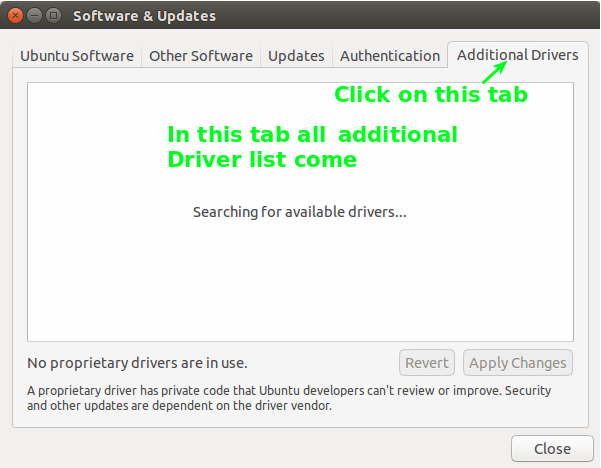 Software & Updates
Ubuntu Software
Other Software
Updates
Authentication
Additional Drivers
Click on this tab
In this tab all additional
Driver list come
Searching for available drivers...
No proprietary drivers are in use.
Revert
Apply Changes
A proprietary driver has private code that Ubuntu developers can't review or improve. Security
and other updates are dependent on the driver vendor.
Close